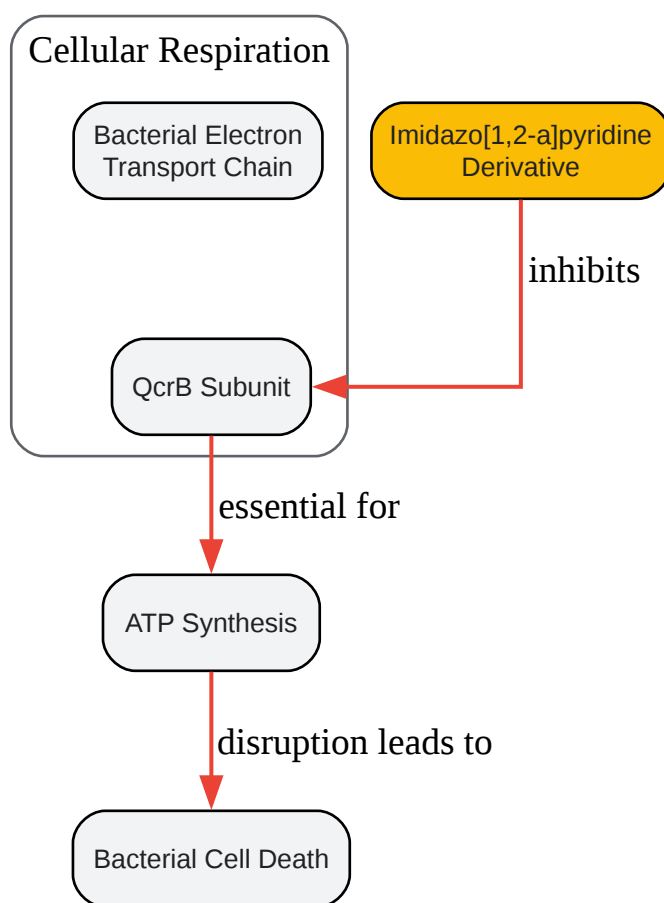 Cellular Respiration
Bacterial Electron
Transport Chain
Imidazo[1,2-a]pyridine
Derivative
inhibits
QcrB Subunit
essential for
ATP Synthesis
disruption leads to
Bacterial Cell Death